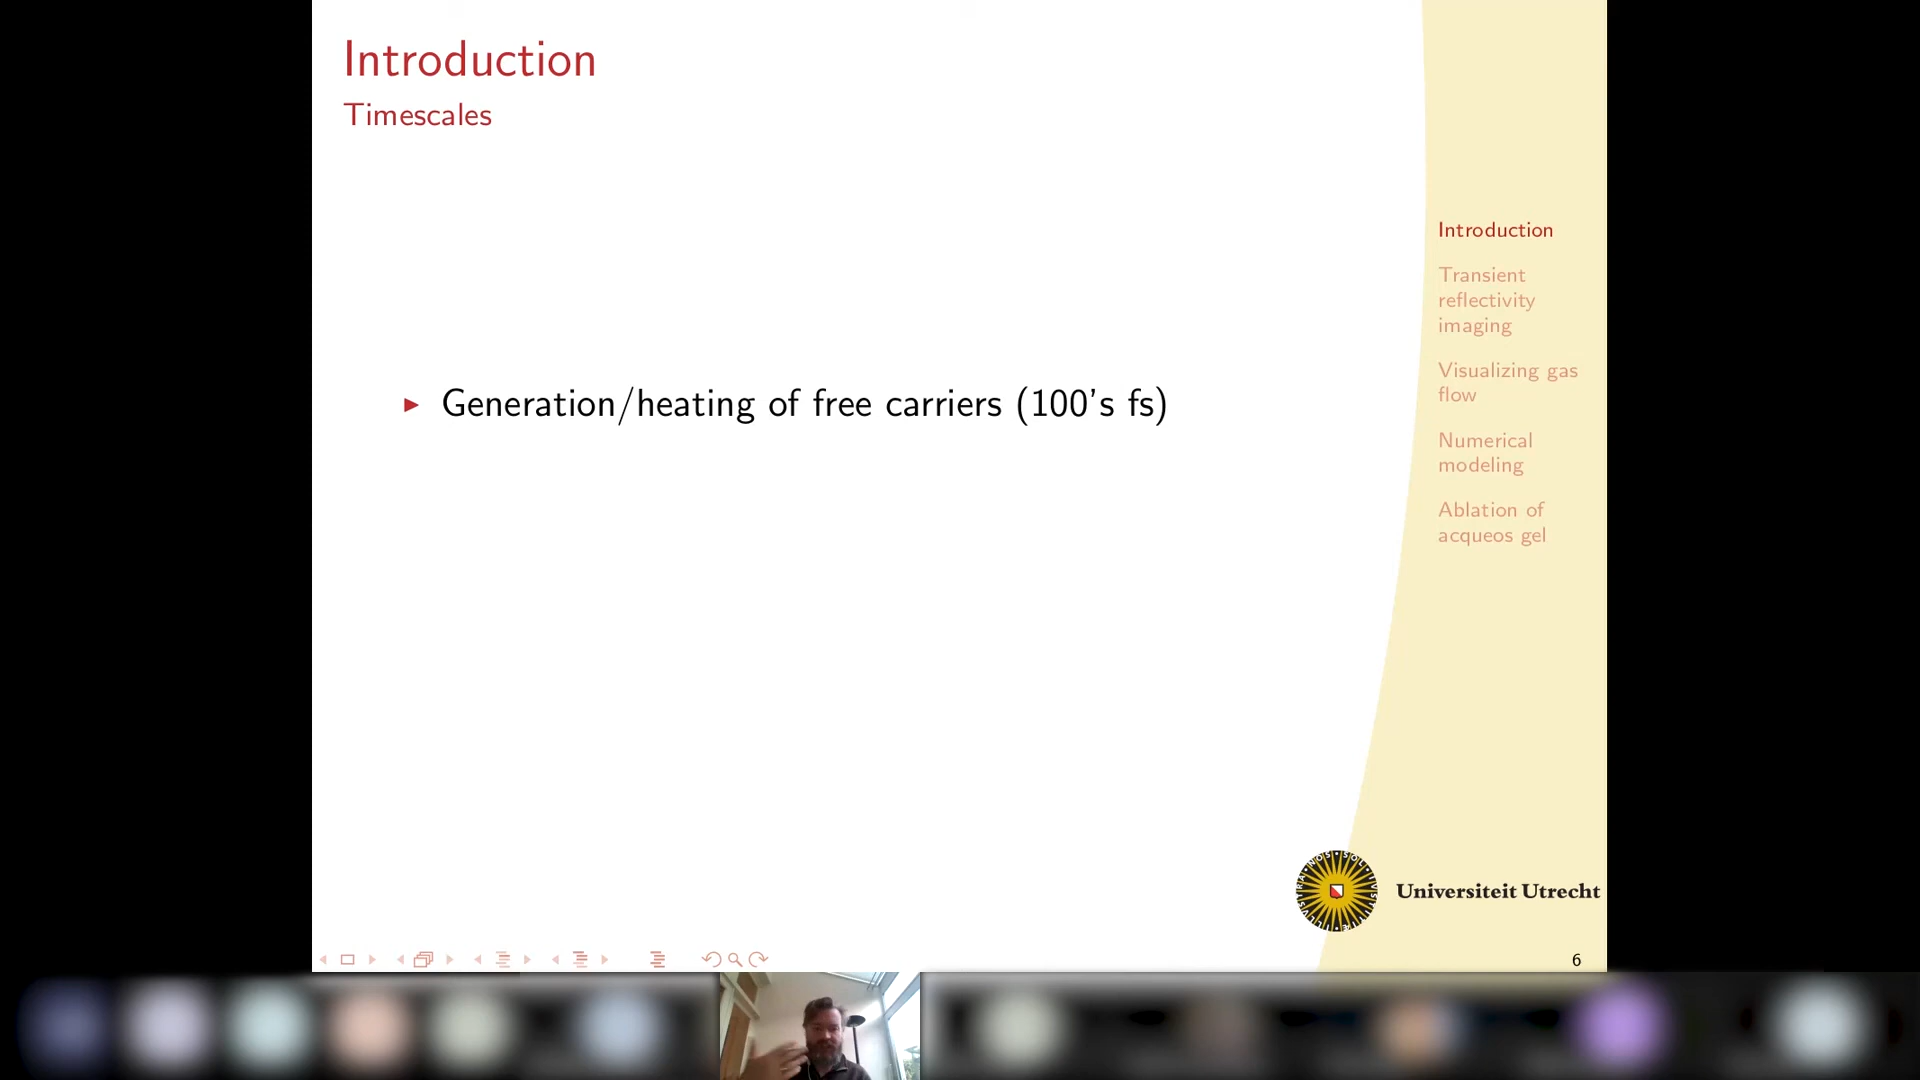 Introduction
Timescales
▶ Generation/heating of free carriers (100's fs)
Introduction
Transient
reflectivity
imaging
Visualizing gas
flow
Numerical
modeling
Ablation of
acqueos gel
Universiteit Utrecht
6